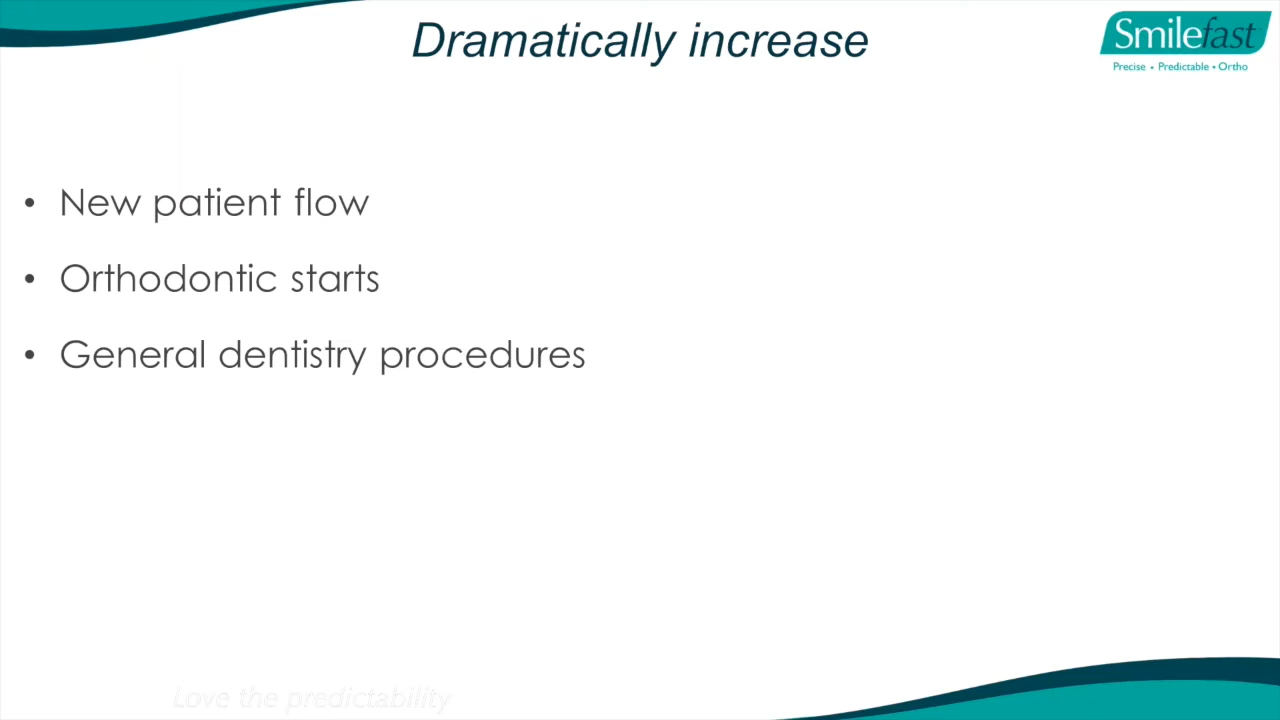 Dramatically increase
Smilefast
Precise • Predictable • Ortho
• New patient flow
• Orthodontic starts
• General dentistry procedures
Love the predictability